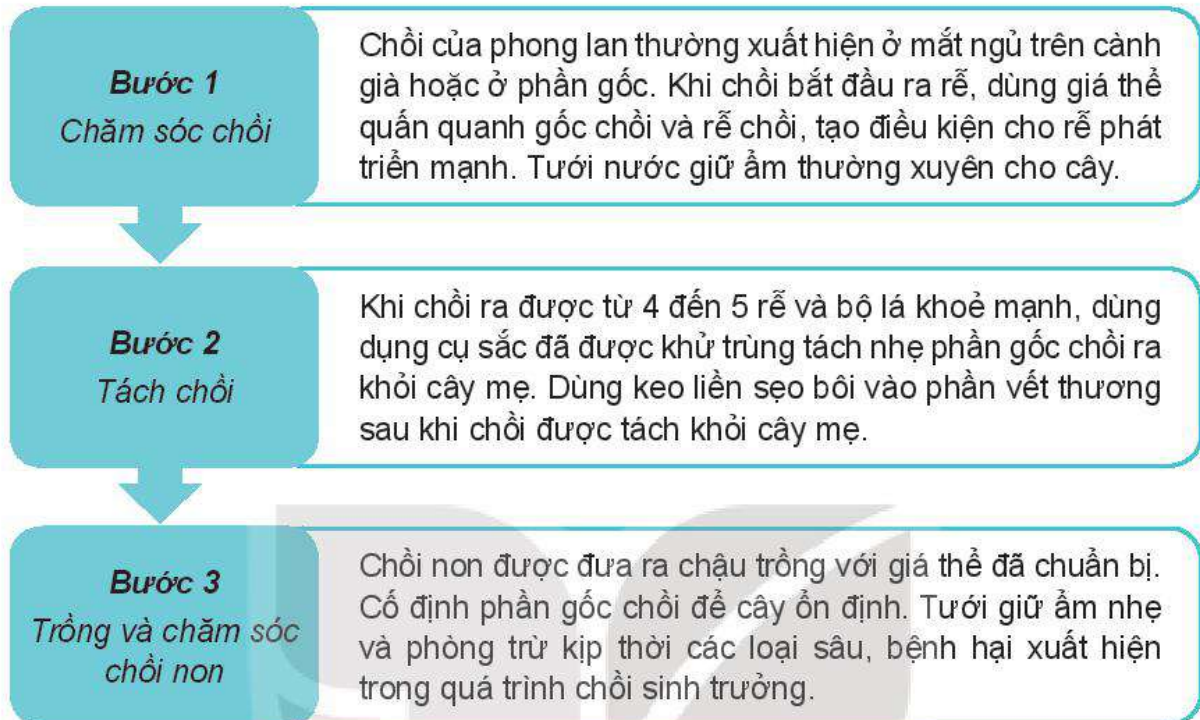 Bước 1
Chăm sóc chồi
Chồi của phong lan thường xuất hiện ở mắt ngủ trên cành
già hoặc ở phần gốc. Khi chồi bắt đầu ra rễ, dùng giá thể
quấn quanh gốc chồi và rễ chồi, tạo điều kiện cho rễ phát
triển mạnh. Tưới nước giữ ẩm thường xuyên cho cây.
Bước 2
Tách chồi
Khi chồi ra được từ 4 đến 5 rễ và bộ lá khoẻ mạnh, dùng
dụng cụ sắc đã được khử trùng tách nhẹ phần gốc chồi ra
khỏi cây mẹ. Dùng keo liền sẹo bôi vào phần vết thương
sau khi chồi được tách khỏi cây mẹ.
Bước 3
Trồng và chăm sóc
chồi non
Chồi non được đưa ra chậu trồng với giá thể đã chuẩn bị.
Cố định phần gốc chồi để cây ổn định. Tưới giữ ẩm nhẹ
và phòng trừ kịp thời các loại sâu, bệnh hại xuất hiện
trong quá trình chồi sinh trưởng.